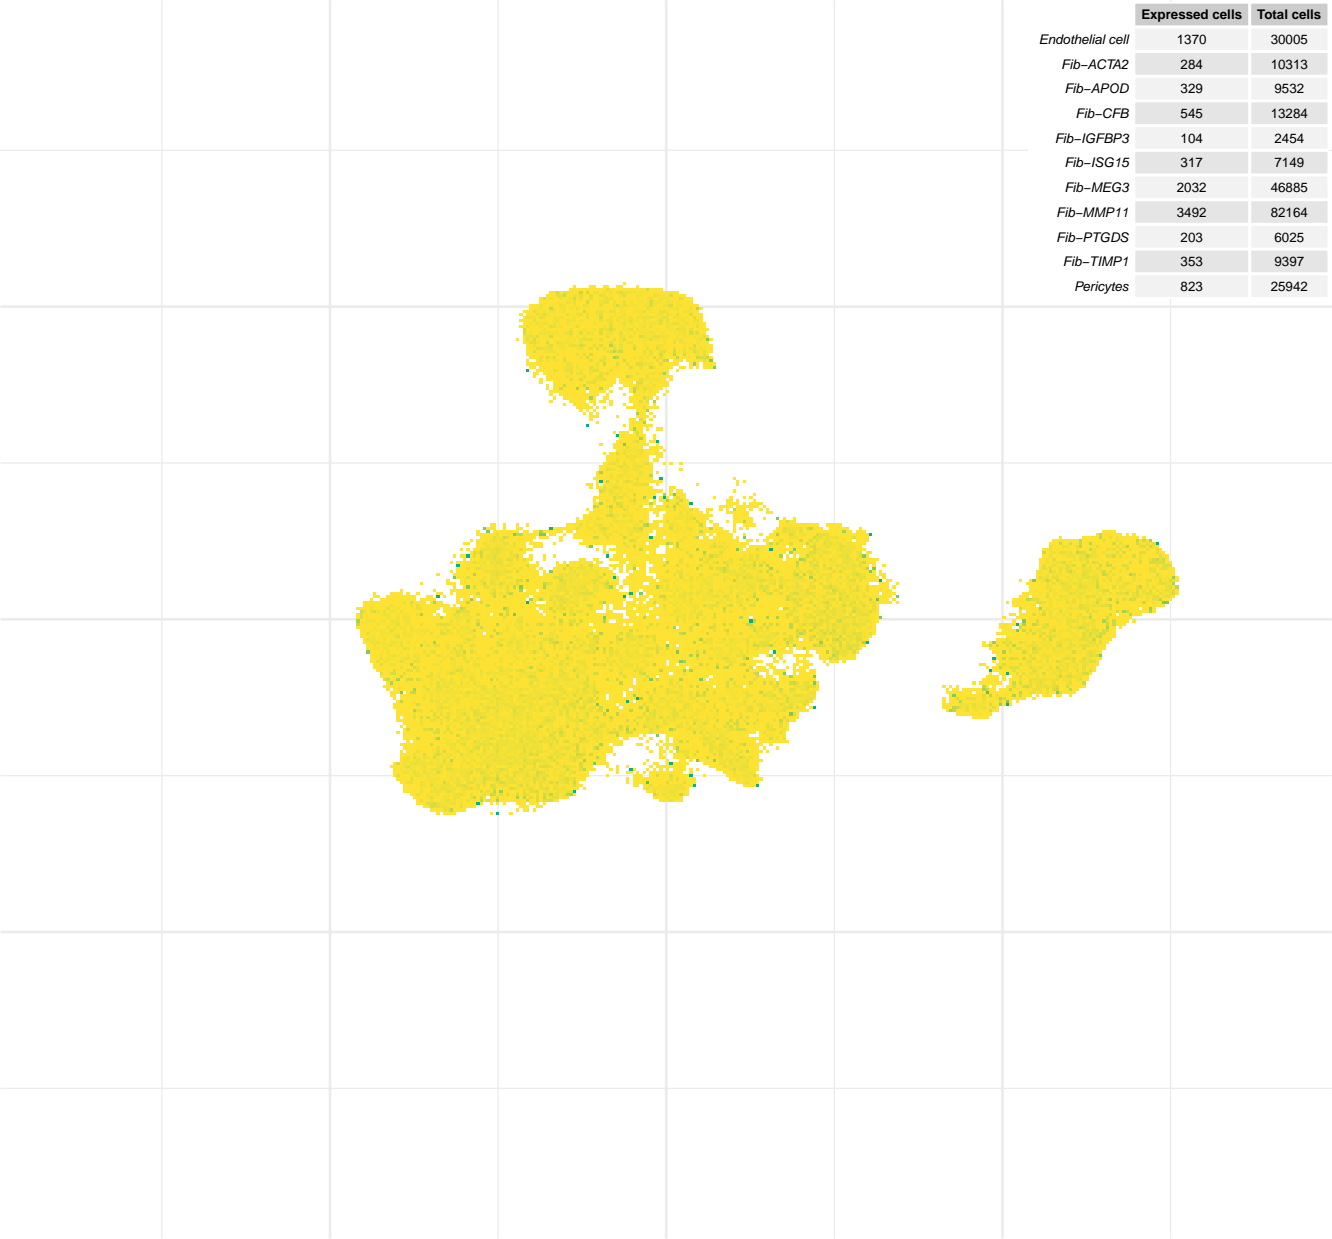 Expressed cells Total cells
Endothelial cell 1370 30005
Fib−ACTA2 284 10313
Fib−APOD 329 9532
Fib−CFB 545 13284
Fib−IGFBP3 104 2454
Fib−ISG15 317 7149
Fib−MEG3 2032 46885
Fib−MMP11 3492 82164
Fib−PTGDS 203 6025
Fib−TIMP1 353 9397
Pericytes 823 25942